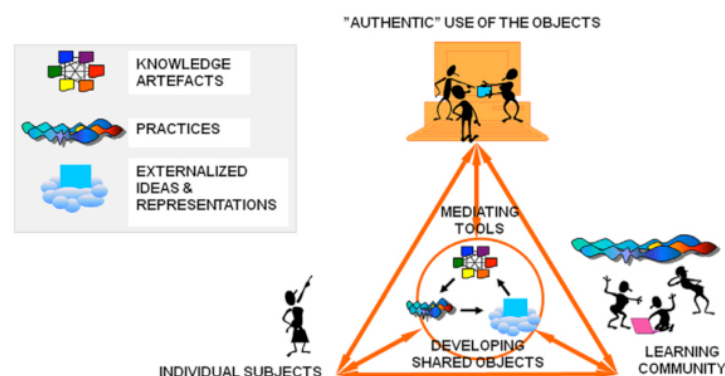 ”AUTHENTIC” USE OF THE OBJECTS
KNOWLEDGE
ARTEFACTS
PRACTICES
EXTERNALIZED
IDEAS &
REPRESENTATIONS
MEDIATING
TOOLS
DEVELOPING
SHARED OBJECTS
INDIVIDUAL SUBJECTS
LEARNING
COMMUNITY